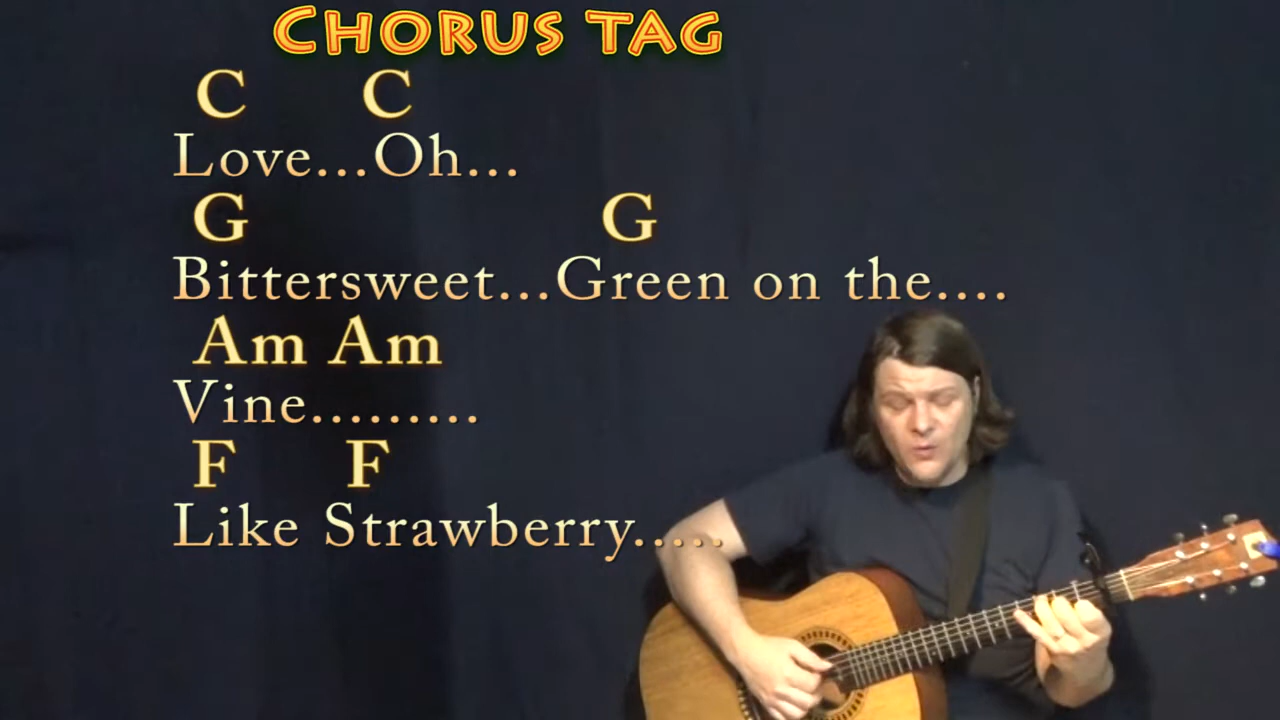 CHORUS TAG
C C
Love...Oh...
G G
Bittersweet...Green on the....
Am Am
Vine.........
F F
Like Strawberry.....